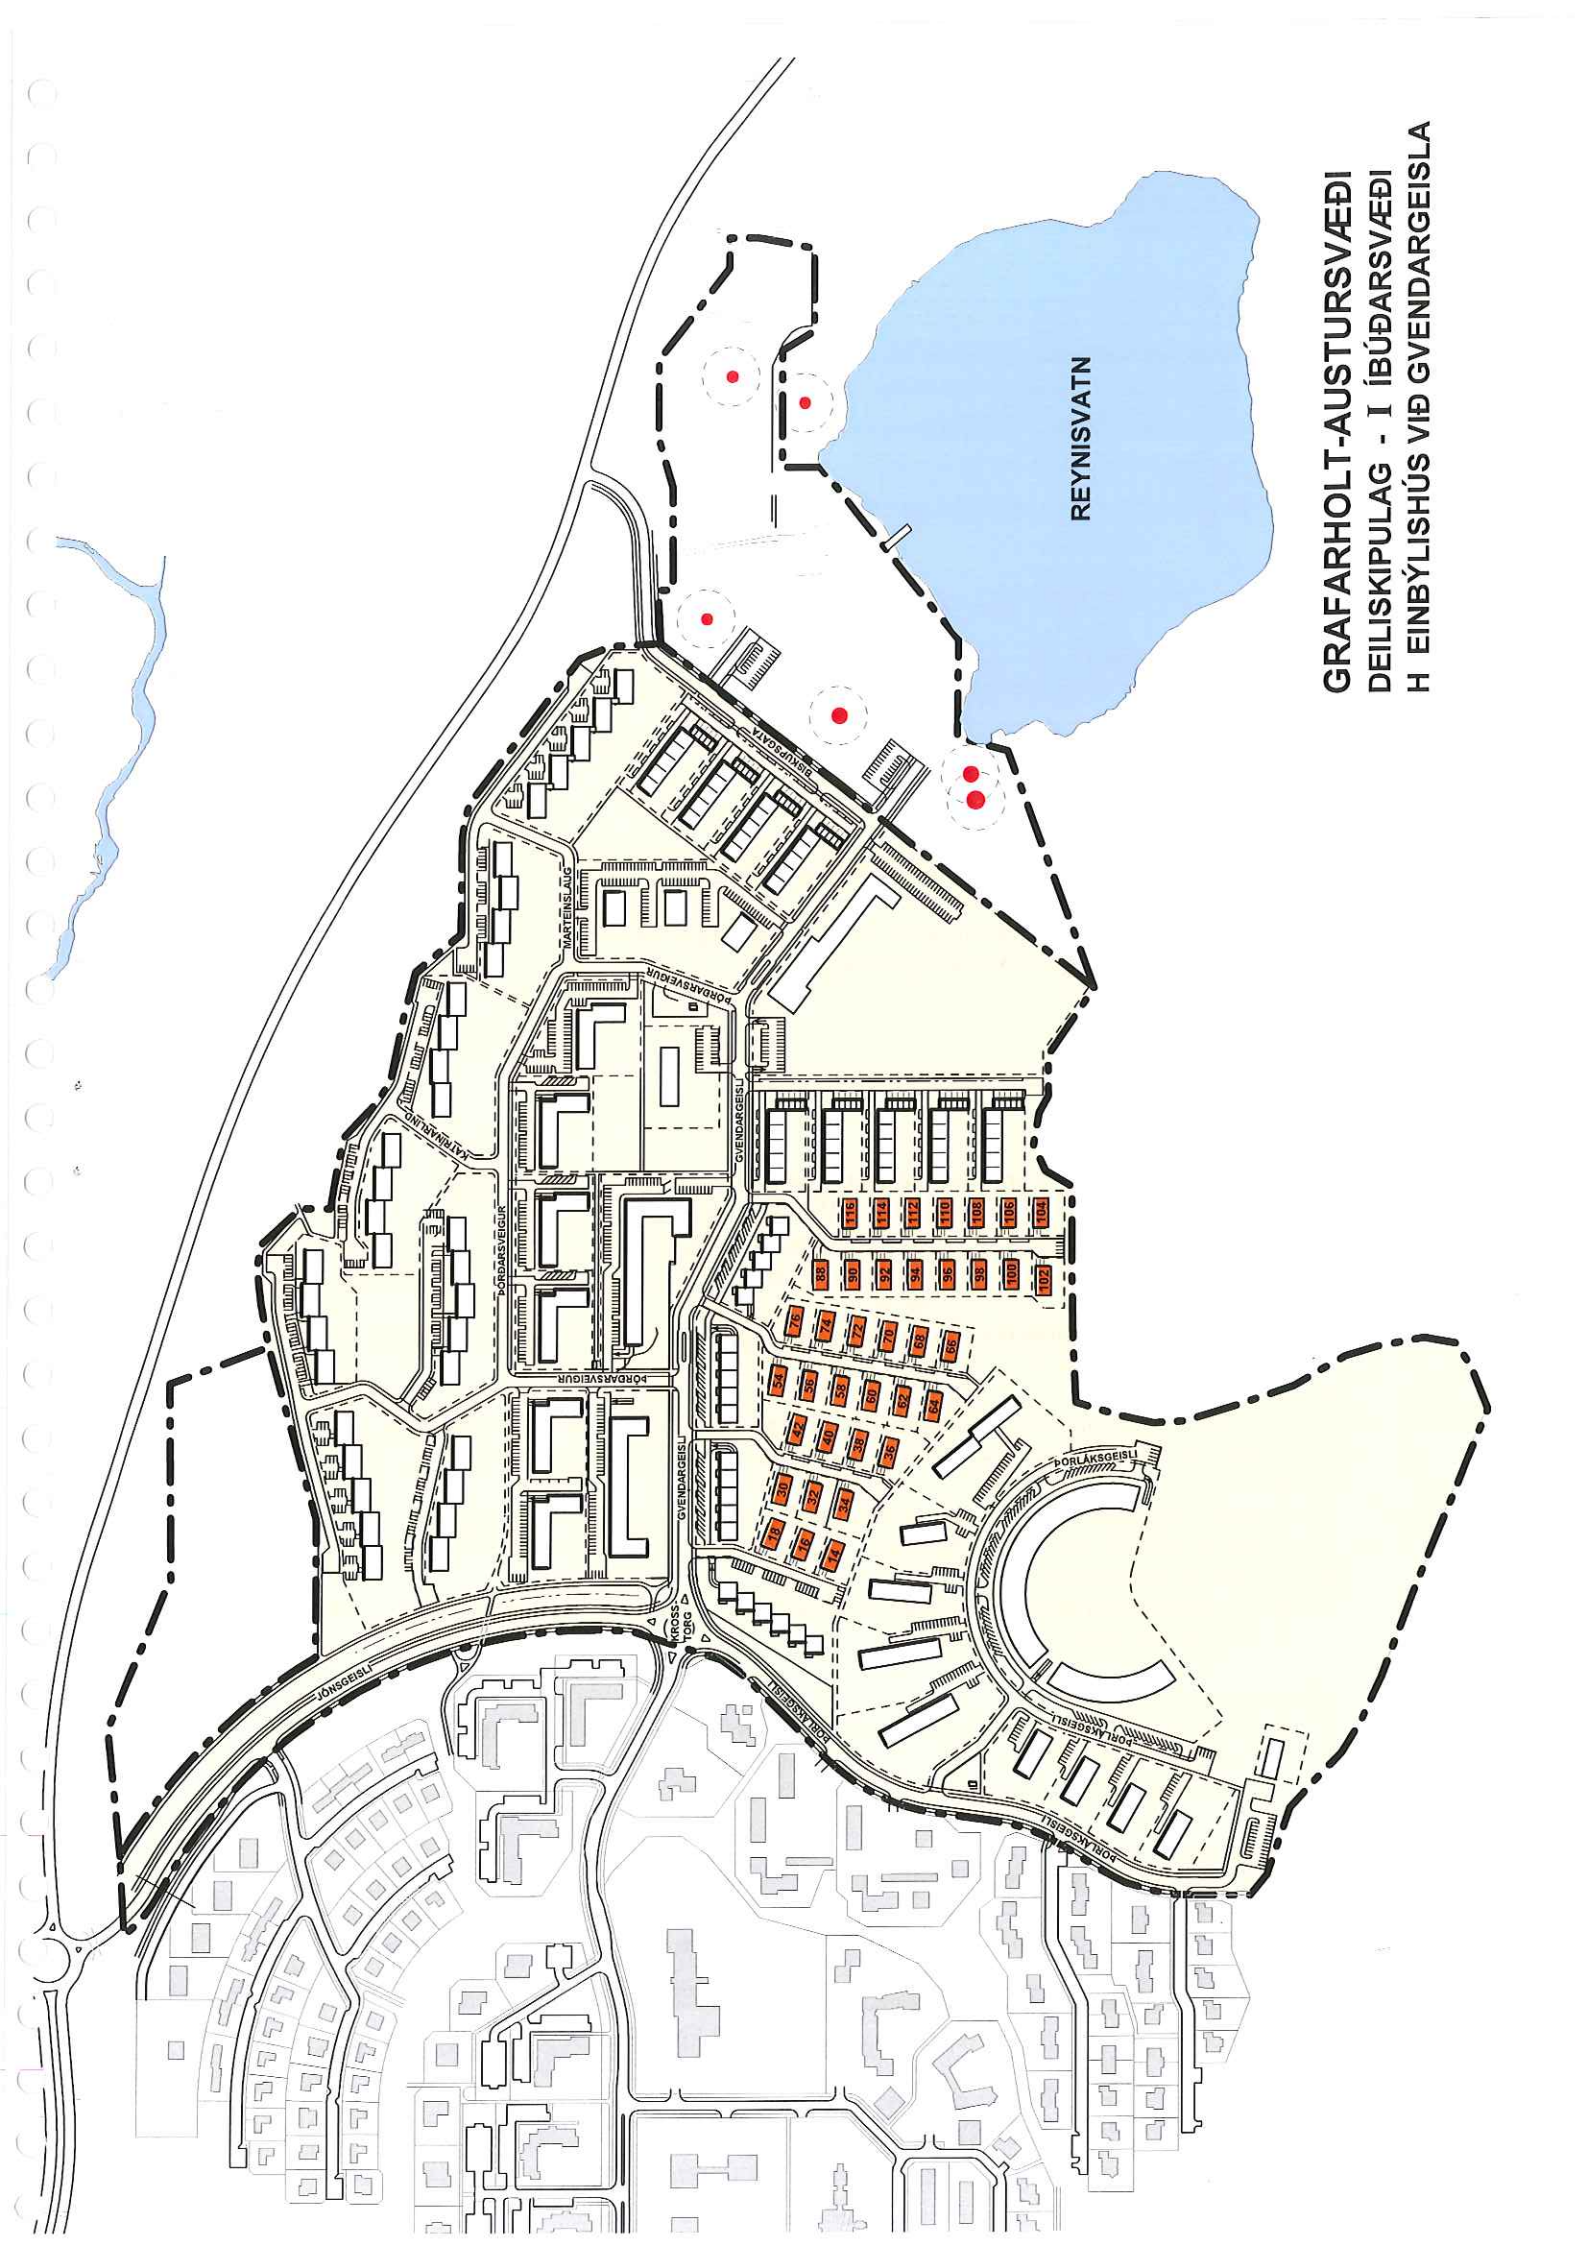 GRAFARHOLT-AUSTURSVÆÐI
DEILISKIPULAG - I ÍBÚÐARSVÆÐI
H EINBÝLISHÚS VIÐ GVENDARGEISLA
REYNISVATN
BISKUPSGATA
MARTEINSLAUG
ÞÓRÐARSVEIGUR
KATRÍNARLIND
GVENDARGEISLI
ÞÓRÐARSVEIGUR
ÞÓRÐARSVEIGUR
GVENDARGEISLI
KROSS-
TORG
JÓNSGEISLI
ÞORLÁKSGEISLI
ÞORLÁKSGEISLI
ÞORLÁKSGEISLI
ÞORLÁKSGEISLI
116
114
112
110
108
106
104
88
90
92
94
96
98
100
102
76
74
72
70
68
66
54
56
58
60
62
64
42
40
38
36
30
32
34
18
16
14